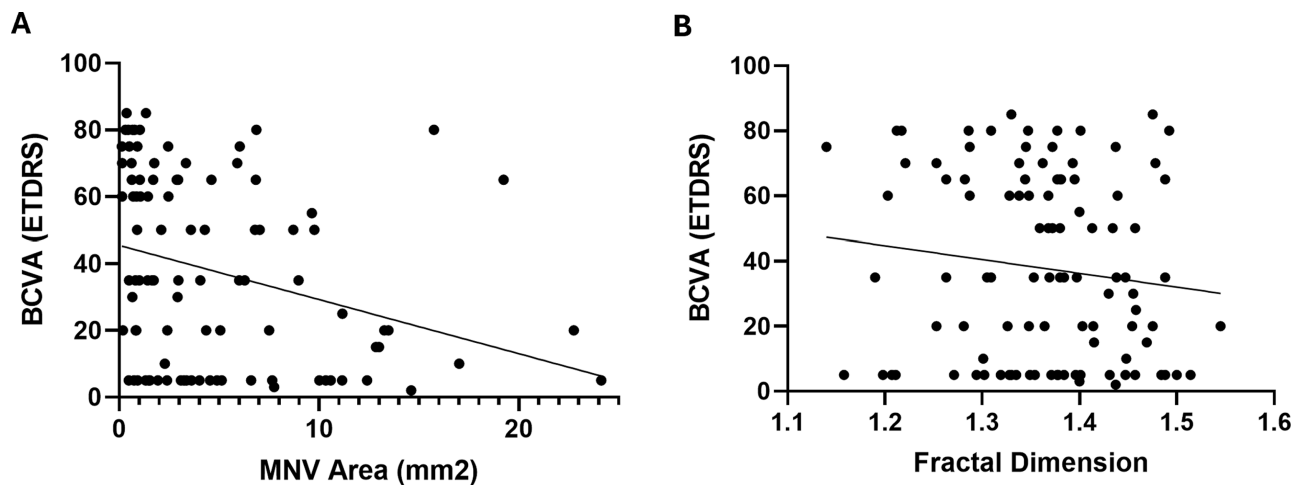 A
BCVA (ETDRS)
100
80
60
40
20
0
0 10 20
MNV Area (mm2)
B
BCVA (ETDRS)
100
80
60
40
20
0
1.1 1.2 1.3 1.4 1.5 1.6
Fractal Dimension